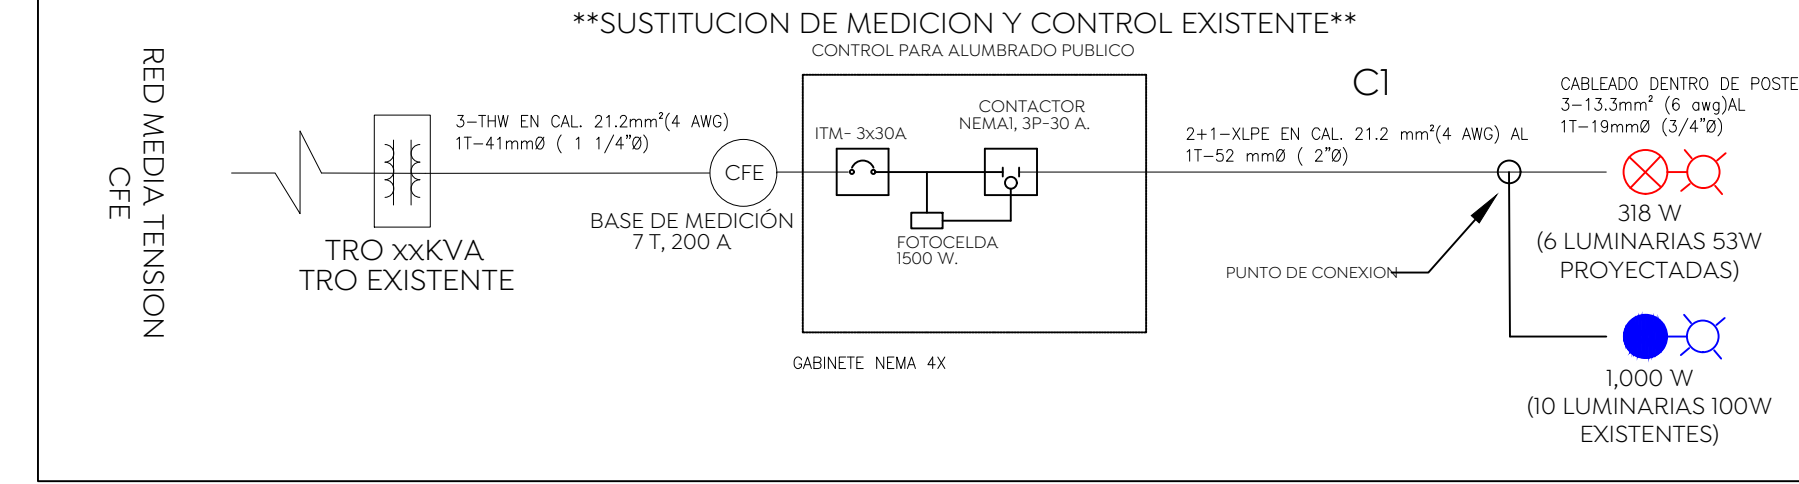 **SUSTITUCION DE MEDICION Y CONTROL EXISTENTE**
CONTROL PARA ALUMBRADO PUBLICO
RED MEDIA TENSION
CFE
3-THW EN CAL. 21.2mm²(4 AWG)
1T-41mmØ ( 1 1/4"Ø)
TRO xxKVA
TRO EXISTENTE
CFE
BASE DE MEDICIÓN
7 T, 200 A
ITM- 3x30A
CONTACTOR
NEMA1, 3P-30 A.
FOTOCELDA
1500 W.
GABINETE NEMA 4X
C1
2+1-XLPE EN CAL. 21.2 mm²(4 AWG) AL
1T-52 mmØ ( 2"Ø)
PUNTO DE CONEXION
CABLEADO DENTRO DE POSTE
3-13.3mm² (6 awg)AL
1T-19mmØ (3/4"Ø)
318 W
(6 LUMINARIAS 53W
PROYECTADAS)
1,000 W
(10 LUMINARIAS 100W
EXISTENTES)